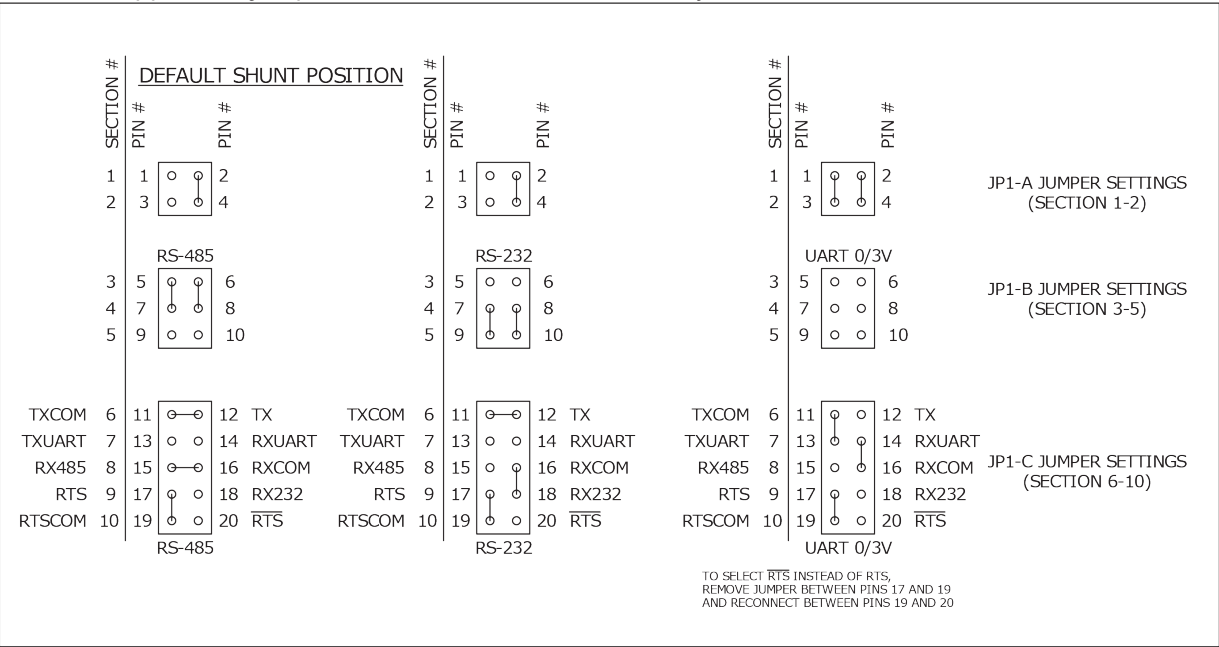 DEFAULT SHUNT POSITION
SECTION # PIN # PIN #
1 1 2
2 3 4
RS-485
3 5 6
4 7 8
5 9 10
TXCOM 6 11 12 TX
TXUART 7 13 14 RXUART
RX485 8 15 16 RXCOM
RTS 9 17 18 RX232
RTSCOM 10 19 20 RTS
RS-485
SECTION # PIN # PIN #
1 1 2
2 3 4
RS-232
3 5 6
4 7 8
5 9 10
TXCOM 6 11 12 TX
TXUART 7 13 14 RXUART
RX485 8 15 16 RXCOM
RTS 9 17 18 RX232
RTSCOM 10 19 20 RTS
RS-232
SECTION # PIN # PIN #
1 1 2
2 3 4
UART 0/3V
3 5 6
4 7 8
5 9 10
TXCOM 6 11 12 TX
TXUART 7 13 14 RXUART
RX485 8 15 16 RXCOM
RTS 9 17 18 RX232
RTSCOM 10 19 20 RTS
UART 0/3V
JP1-A JUMPER SETTINGS
(SECTION 1-2)
JP1-B JUMPER SETTINGS
(SECTION 3-5)
JP1-C JUMPER SETTINGS
(SECTION 6-10)
TO SELECT RTS INSTEAD OF RTS,
REMOVE JUMPER BETWEEN PINS 17 AND 19
AND RECONNECT BETWEEN PINS 19 AND 20